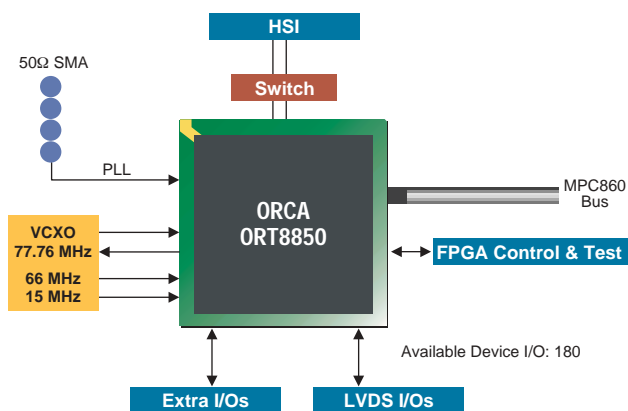 HSI
50Ω SMA
Switch
PLL
ORCA
ORT8850
MPC860
Bus
VCXO
77.76 MHz
66 MHz
15 MHz
FPGA Control & Test
Available Device I/O: 180
Extra I/Os
LVDS I/Os